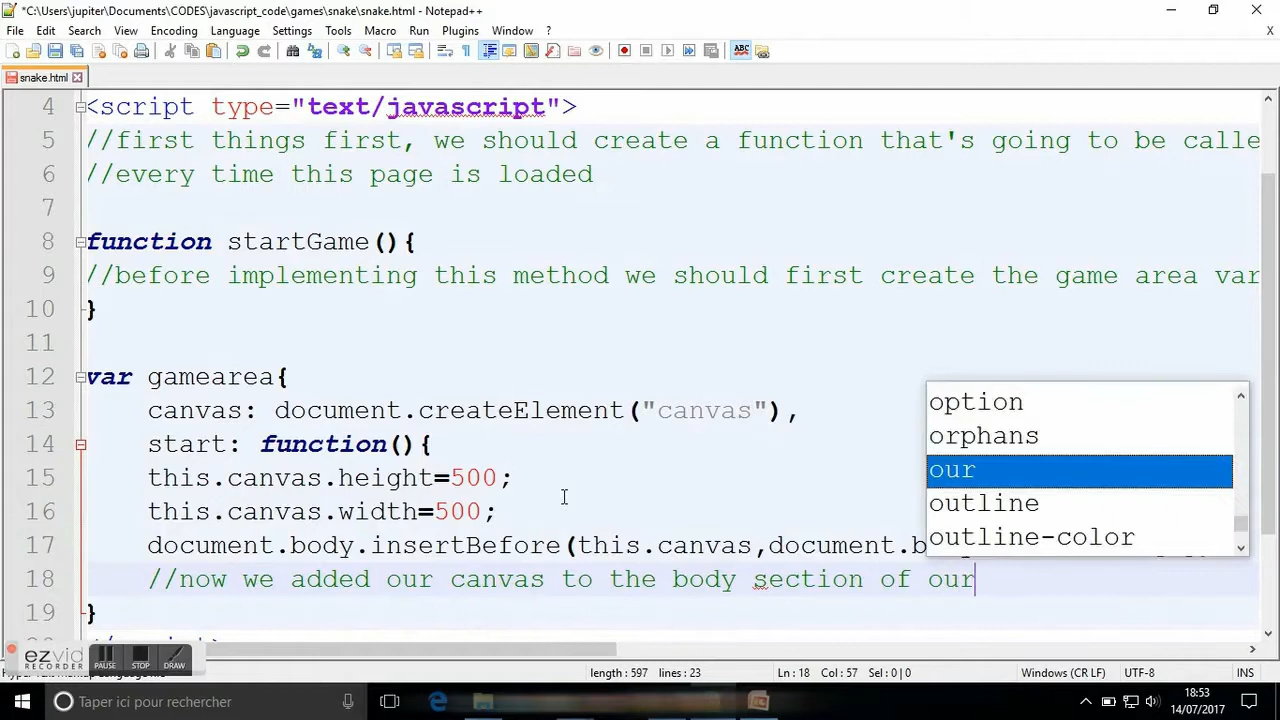 *C:\Users\jupiter\Documents\CODES\javascript_code\games\snake\snake.html - Notepad++
File Edit Search View Encoding Language Settings Tools Macro Run Plugins Window ? X
ABC
snake.html
4 <script type="text/javascript">
5 //first things first, we should create a function that's going to be calle
6 //every time this page is loaded
7
8 function startGame(){
9 //before implementing this method we should first create the game area var
10 }
11
12 var gamearea{
13 canvas: document.createElement("canvas"),
14 start: function(){
15 this.canvas.height=500;
16 this.canvas.width=500;
17 document.body.insertBefore(this.canvas,document.b
18 //now we added our canvas to the body section of our
19 }
option
orphans
our
outline
outline-color
ezvid
RECORDER
PAUSE STOP DRAW
length : 597 lines : 23 Ln : 18 Col : 57 Sel : 0 | 0 Windows (CR LF) UTF-8 INS
Taper ici pour rechercher
18:53
14/07/2017